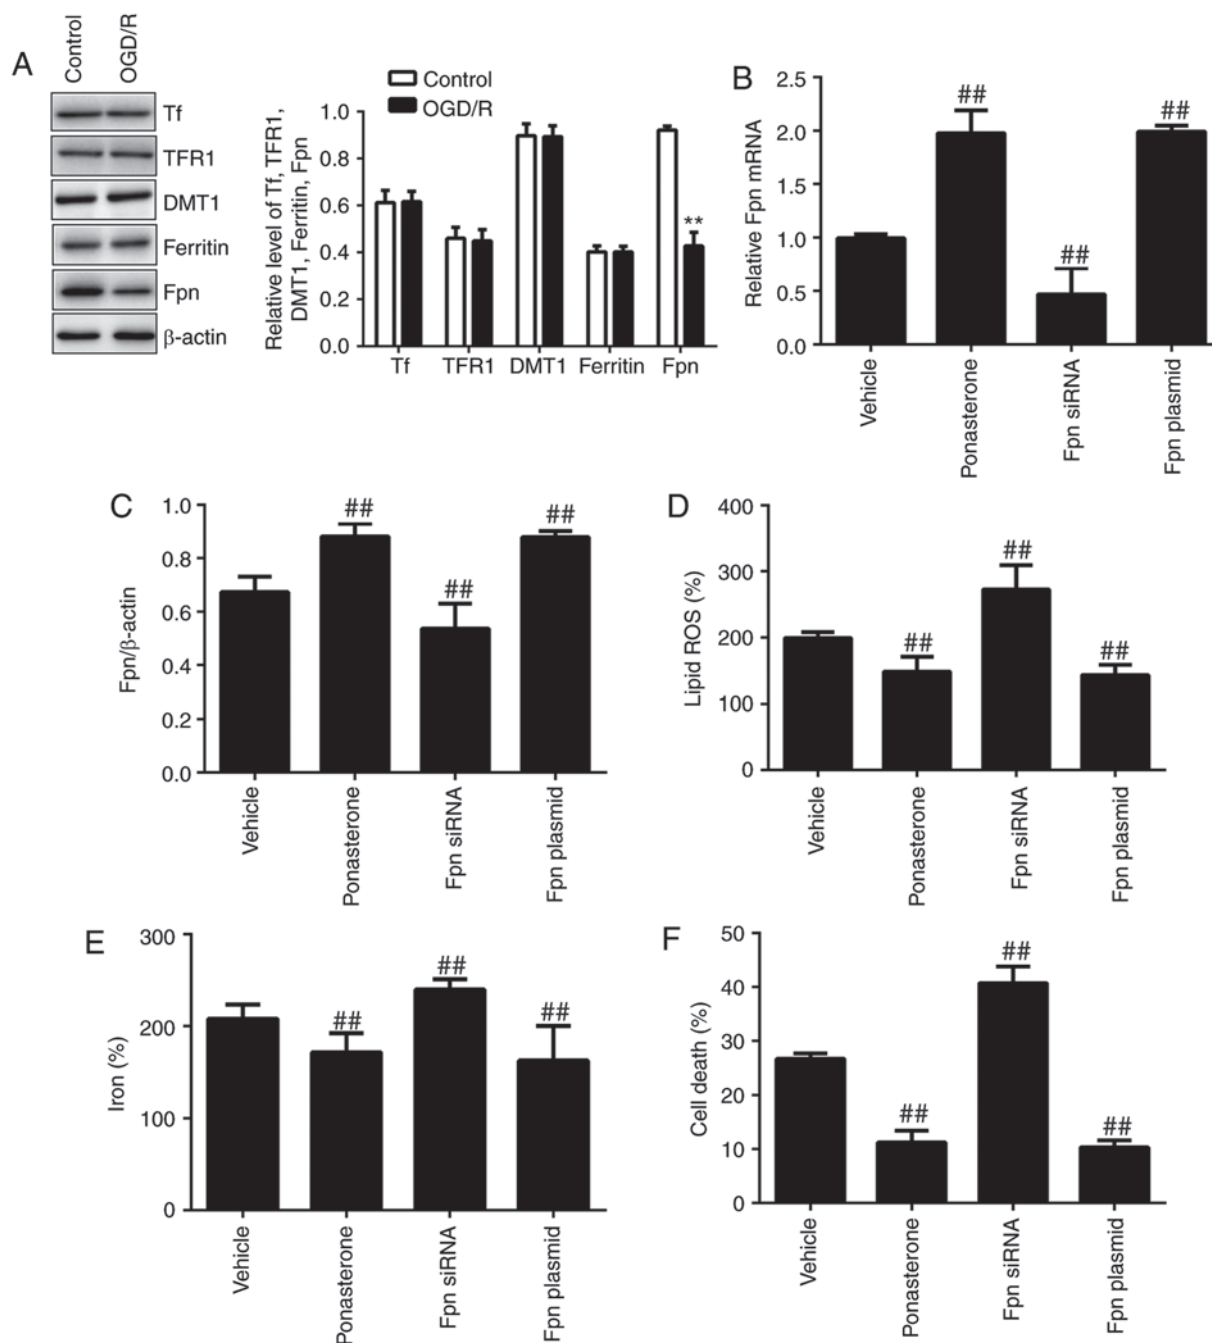 A
Control
OGD/R
Tf
TFR1
DMT1
Ferritin
Fpn
β-actin
Control
OGD/R
Relative level of Tf, TFR1,
DMT1, Ferritin, Fpn
1.0
0.8
0.6
0.4
0.2
0.0
**
Tf
TFR1
DMT1
Ferritin
Fpn
B
Relative Fpn mRNA
2.5
2.0
1.5
1.0
0.5
0.0
##
##
##
Vehicle
Ponasterone
Fpn siRNA
Fpn plasmid
C
Fpn/β-actin
1.0
0.8
0.6
0.4
0.2
0.0
##
##
##
Vehicle
Ponasterone
Fpn siRNA
Fpn plasmid
D
Lipid ROS (%)
400
300
200
100
0
##
##
##
Vehicle
Ponasterone
Fpn siRNA
Fpn plasmid
E
Iron (%)
300
200
100
0
##
##
##
Vehicle
Ponasterone
Fpn siRNA
Fpn plasmid
F
Cell death (%)
50
40
30
20
10
0
##
##
##
Vehicle
Ponasterone
Fpn siRNA
Fpn plasmid